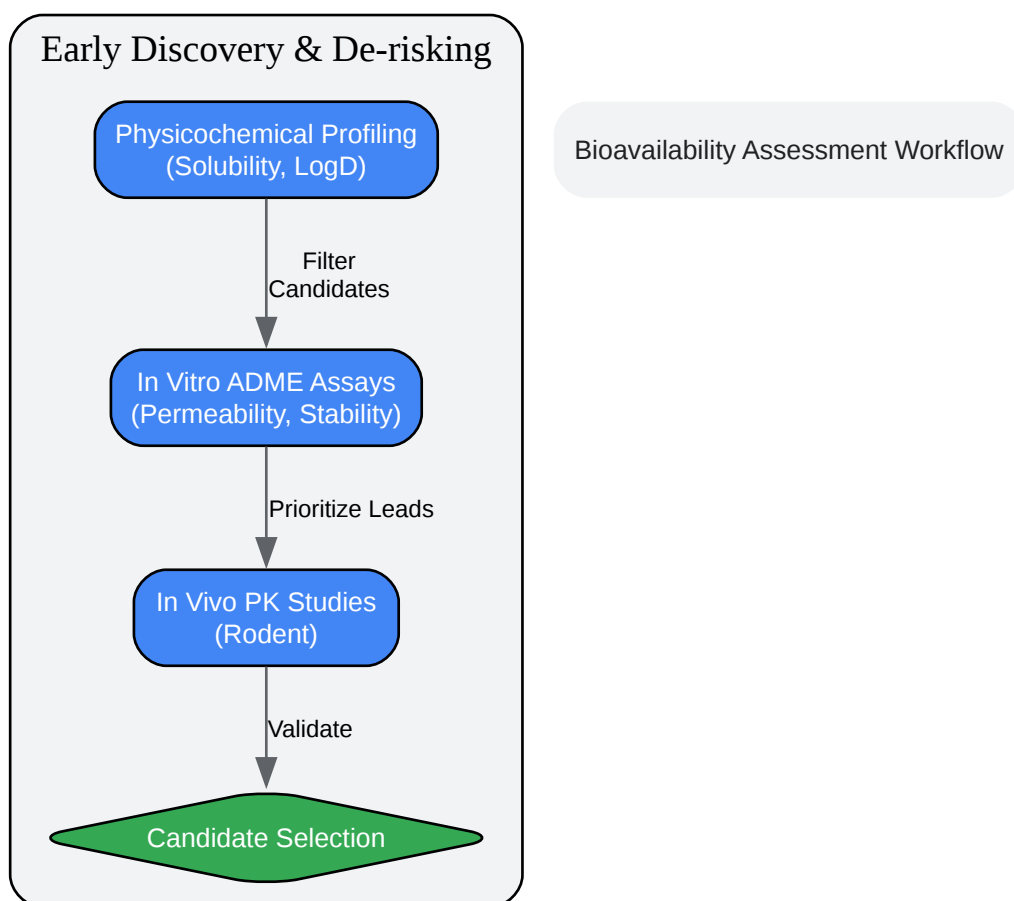 Early Discovery & De-risking
Physicochemical Profiling
(Solubility, LogD)
Bioavailability Assessment Workflow
Filter
Candidates
In Vitro ADME Assays
(Permeability, Stability)
Prioritize Leads
In Vivo PK Studies
(Rodent)
Validate
Candidate Selection